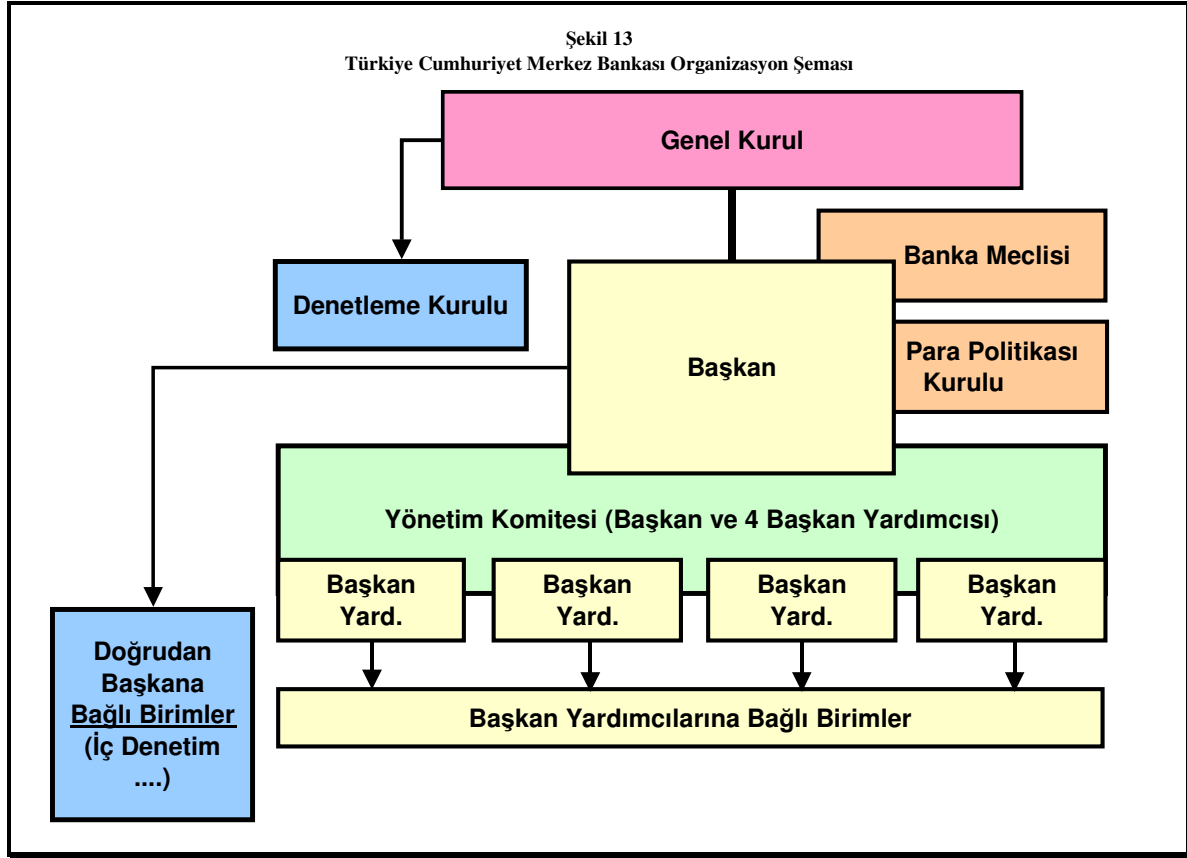 Şekil 13
Türkiye Cumhuriyet Merkez Bankası Organizasyon Şeması
Genel Kurul
Banka Meclisi
Denetleme Kurulu
Başkan
Para Politikası
Kurulu
Yönetim Komitesi (Başkan ve 4 Başkan Yardımcısı)
Başkan
Yard.
Başkan
Yard.
Başkan
Yard.
Başkan
Yard.
Doğrudan
Başkana
Bağlı Birimler
(İç Denetim
....)
Başkan Yardımcılarına Bağlı Birimler